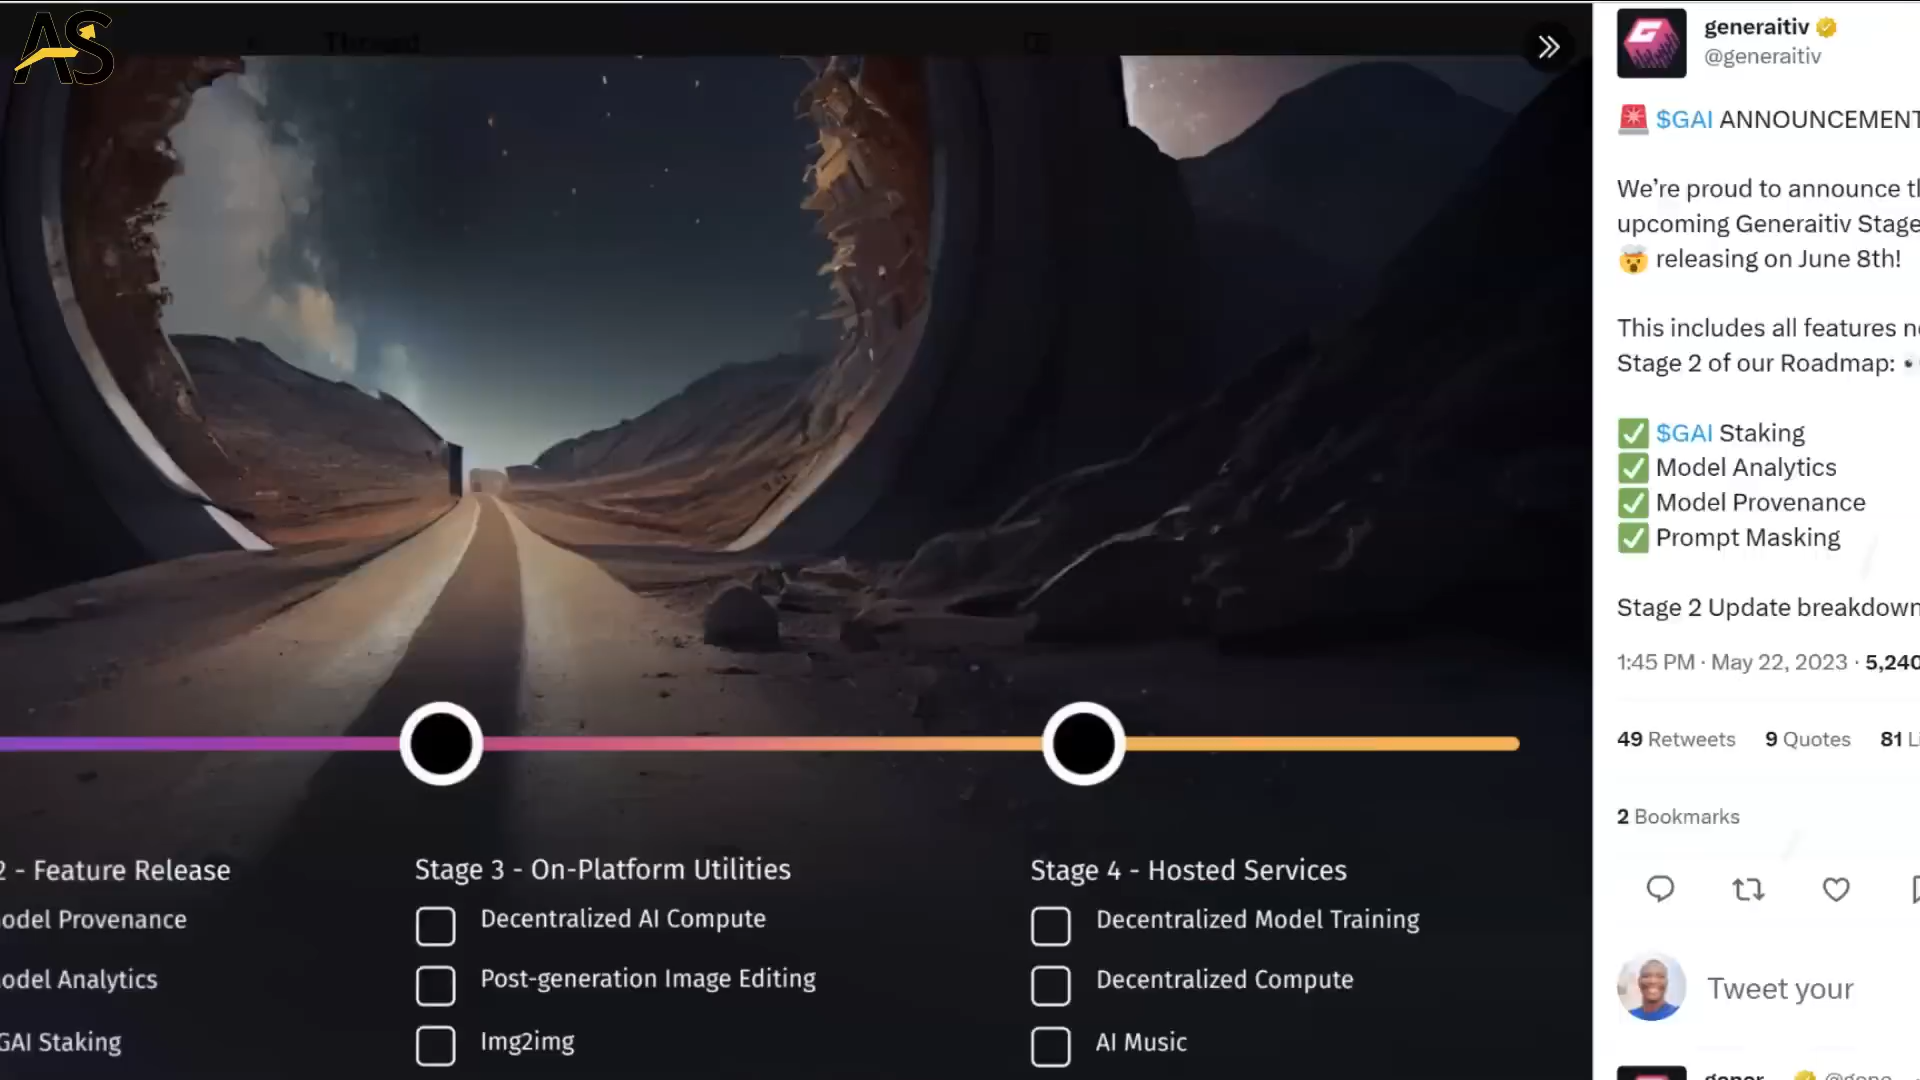 AS
Thread
2 - Feature Release
odel Provenance
odel Analytics
GAI Staking
Stage 3 - On-Platform Utilities
Decentralized AI Compute
Post-generation Image Editing
Img2img
Stage 4 - Hosted Services
Decentralized Model Training
Decentralized Compute
AI Music
generaitiv
@generaitiv
$GAI ANNOUNCEMENT
We’re proud to announce th
upcoming Generaitiv Stage
releasing on June 8th!
This includes all features n
Stage 2 of our Roadmap:
$GAI Staking
Model Analytics
Model Provenance
Prompt Masking
Stage 2 Update breakdown
1:45 PM · May 22, 2023 · 5,240
49 Retweets 9 Quotes 81 Li
2 Bookmarks
Tweet your